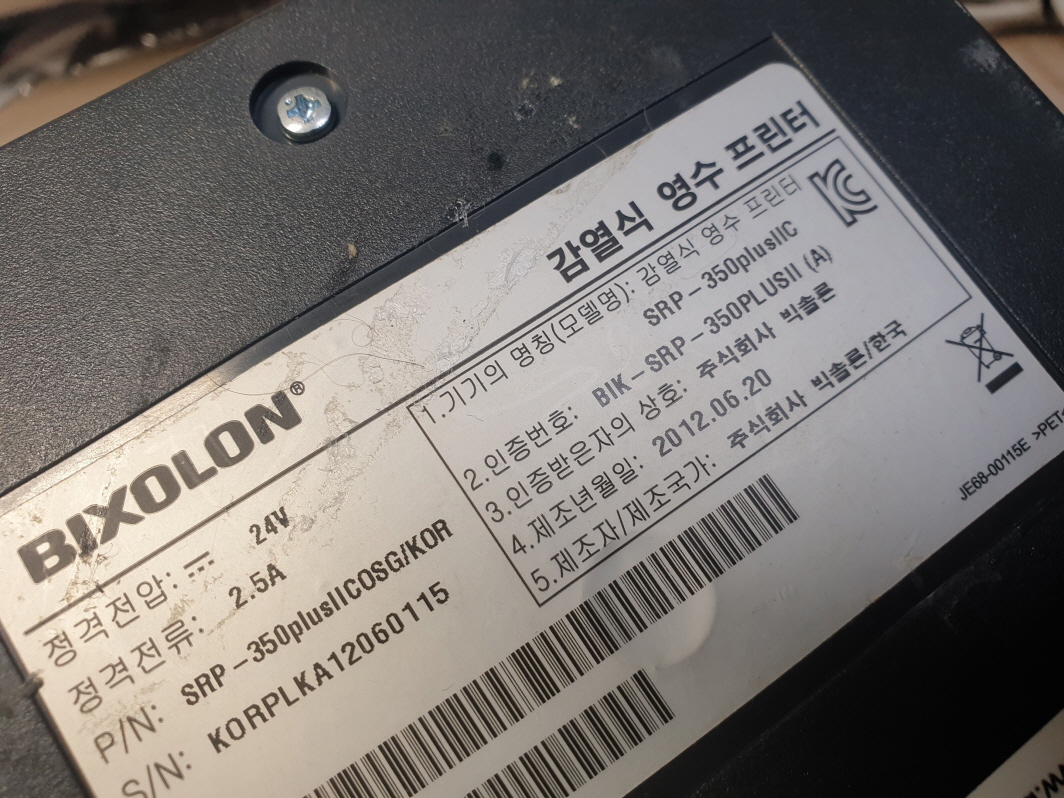 감열식 영수 프린터
BIXOLON®
정격전압: 24V
정격전류: 2.5A
P/N: SRP-350plusIICOSG/KOR
S/N: KORPLKA12060115
1.기기의 명칭(모델명): 감열식 영수 프린터
SRP-350plusIIC
2.인증번호: BIK-SRP-350PLUSII (A)
3.인증받은자의 상호: 주식회사 빅솔론
4.제조년월일: 2012.06.20
5.제조자/제조국가: 주식회사 빅솔론/한국
JE68-00115E >PET